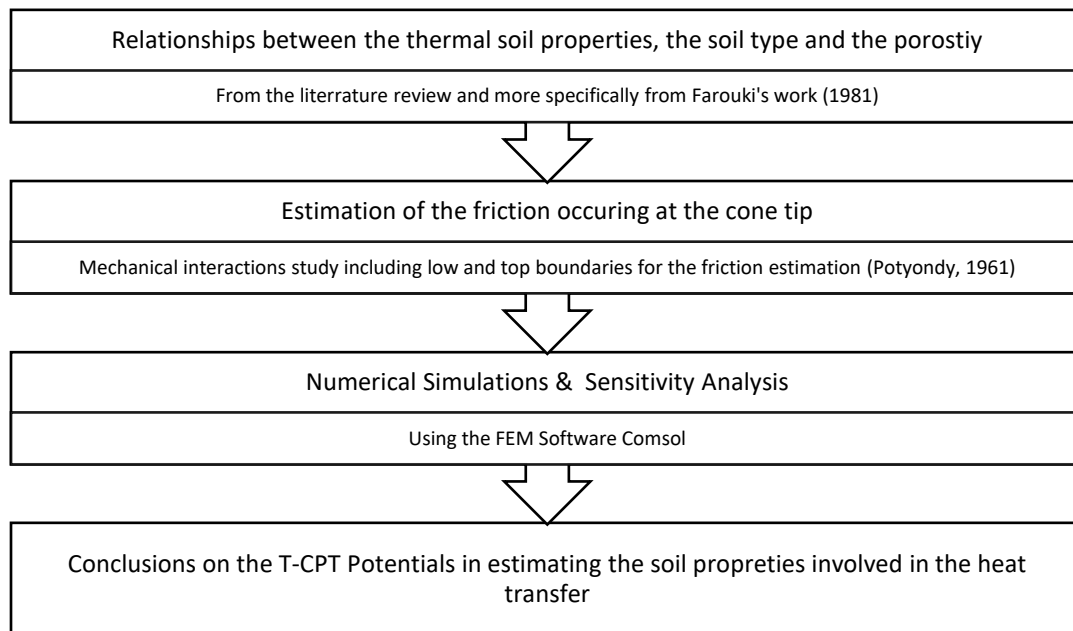 Relationships between the thermal soil properties, the soil type and the porostiy
From the literrature review and more specifically from Farouki's work (1981)
Estimation of the friction occuring at the cone tip
Mechanical interactions study including low and top boundaries for the friction estimation (Potyondy, 1961)
Numerical Simulations & Sensitivity Analysis
Using the FEM Software Comsol
Conclusions on the T-CPT Potentials in estimating the soil propreties involved in the heat
transfer